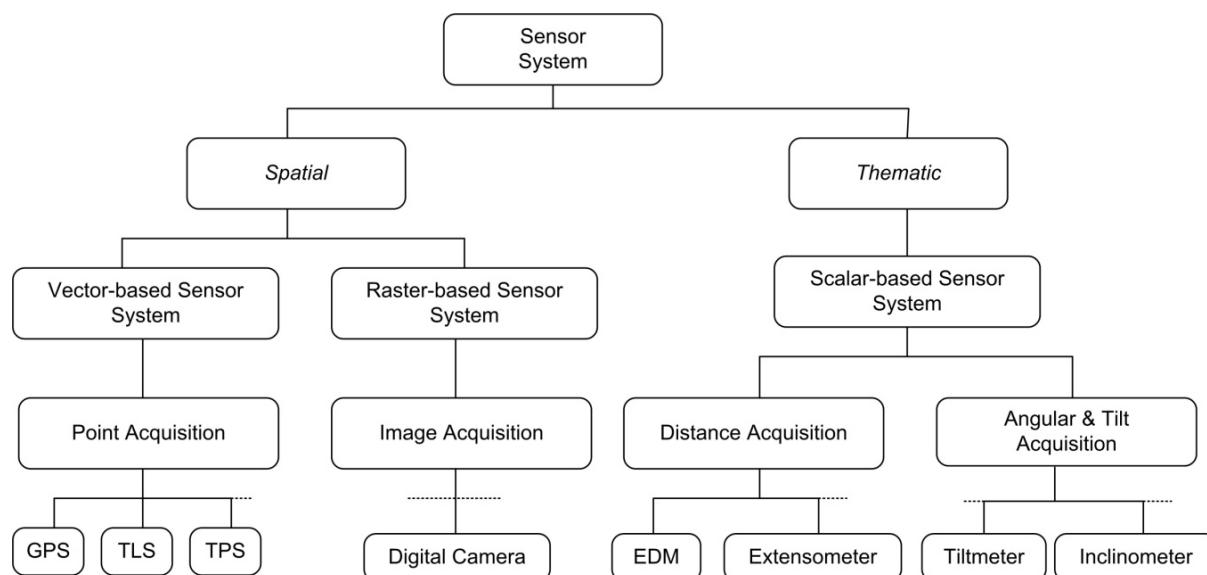 Sensor
System
Spatial
Thematic
Vector-based Sensor
System
Raster-based Sensor
System
Scalar-based Sensor
System
Point Acquisition
Image Acquisition
Distance Acquisition
Angular & Tilt
Acquisition
GPS
TLS
TPS
Digital Camera
EDM
Extensometer
Tiltmeter
Inclinometer